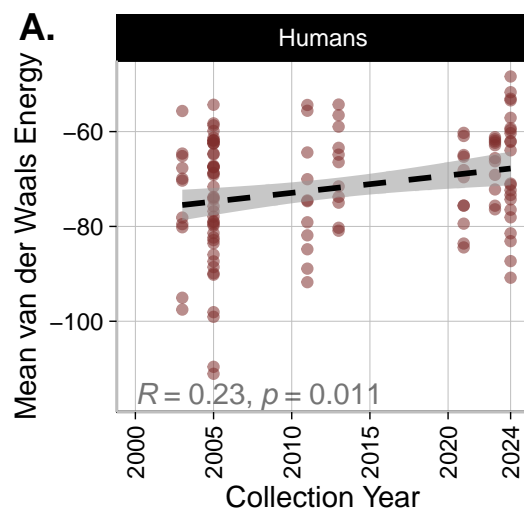 A.
Humans
Mean van der Waals Energy
−60
−80
−100
R = 0.23, p = 0.011
2000
2005
2010
2015
2020
2024
Collection Year